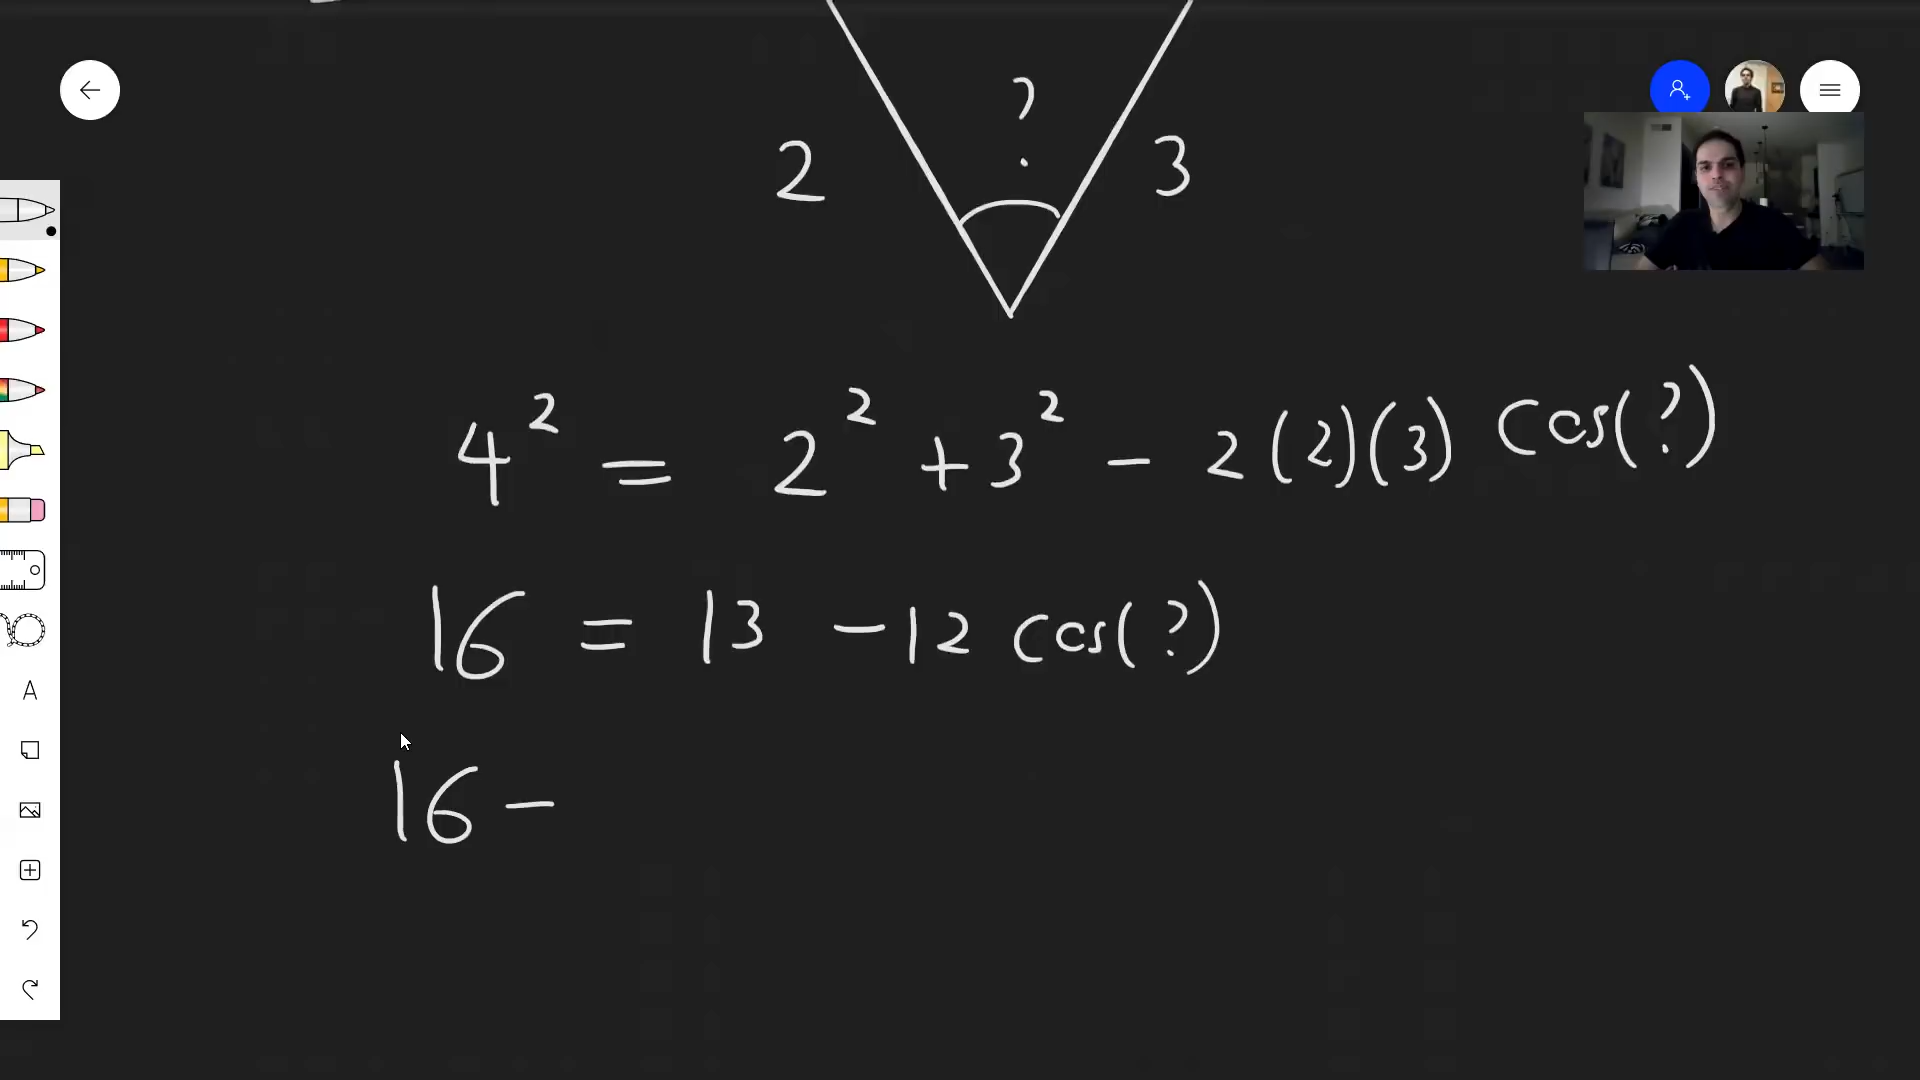 ?
2 3
4² = 2² + 3² - 2(2)(3) cos(?)
16 = 13 - 12 cos(?)
16 -
A